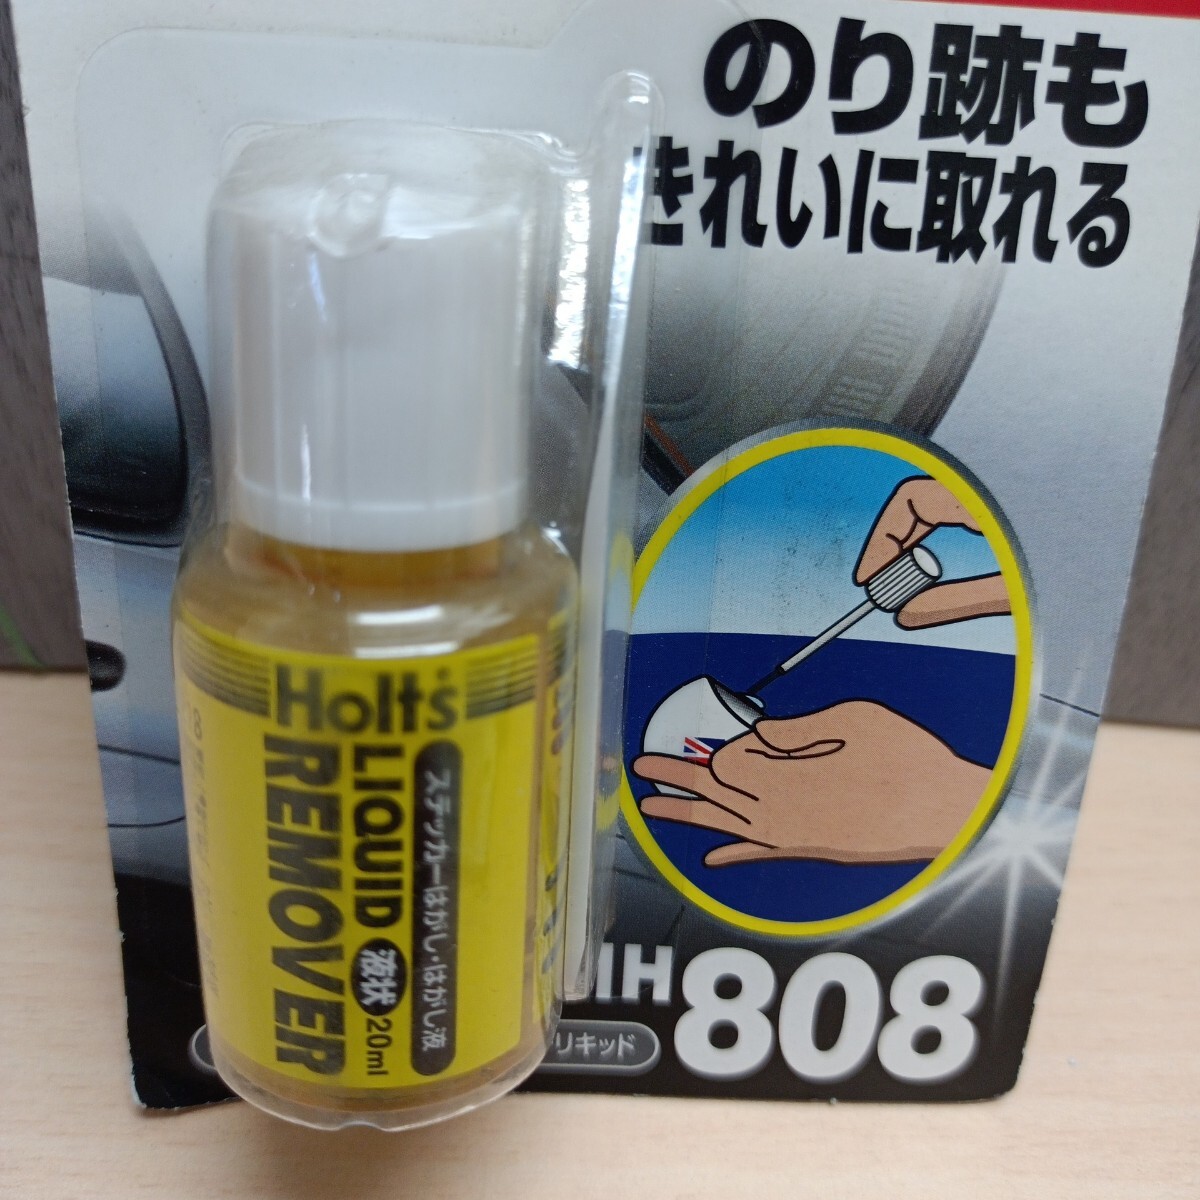 のり跡も
きれいに取れる
Holt's
LIQUID
REMOVER
液状
20ml
ステッカーはがし・はがし液
MH808
リキッド